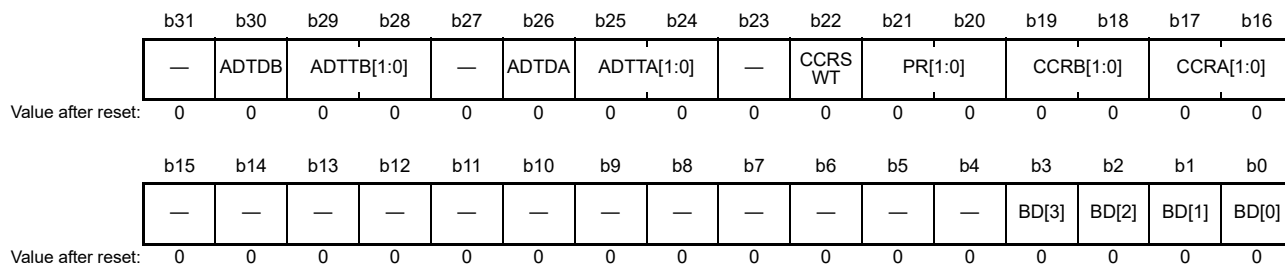 b31 b30 b29 b28 b27 b26 b25 b24 b23 b22 b21 b20 b19 b18 b17 b16
— ADTDB ADTTB[1:0] — ADTDA ADTTA[1:0] — CCRS WT PR[1:0] CCRB[1:0] CCRA[1:0]
Value after reset: 0 0 0 0 0 0 0 0 0 0 0 0 0 0 0 0
b15 b14 b13 b12 b11 b10 b9 b8 b7 b6 b5 b4 b3 b2 b1 b0
— — — — — — — — — — — — BD[3] BD[2] BD[1] BD[0]
Value after reset: 0 0 0 0 0 0 0 0 0 0 0 0 0 0 0 0